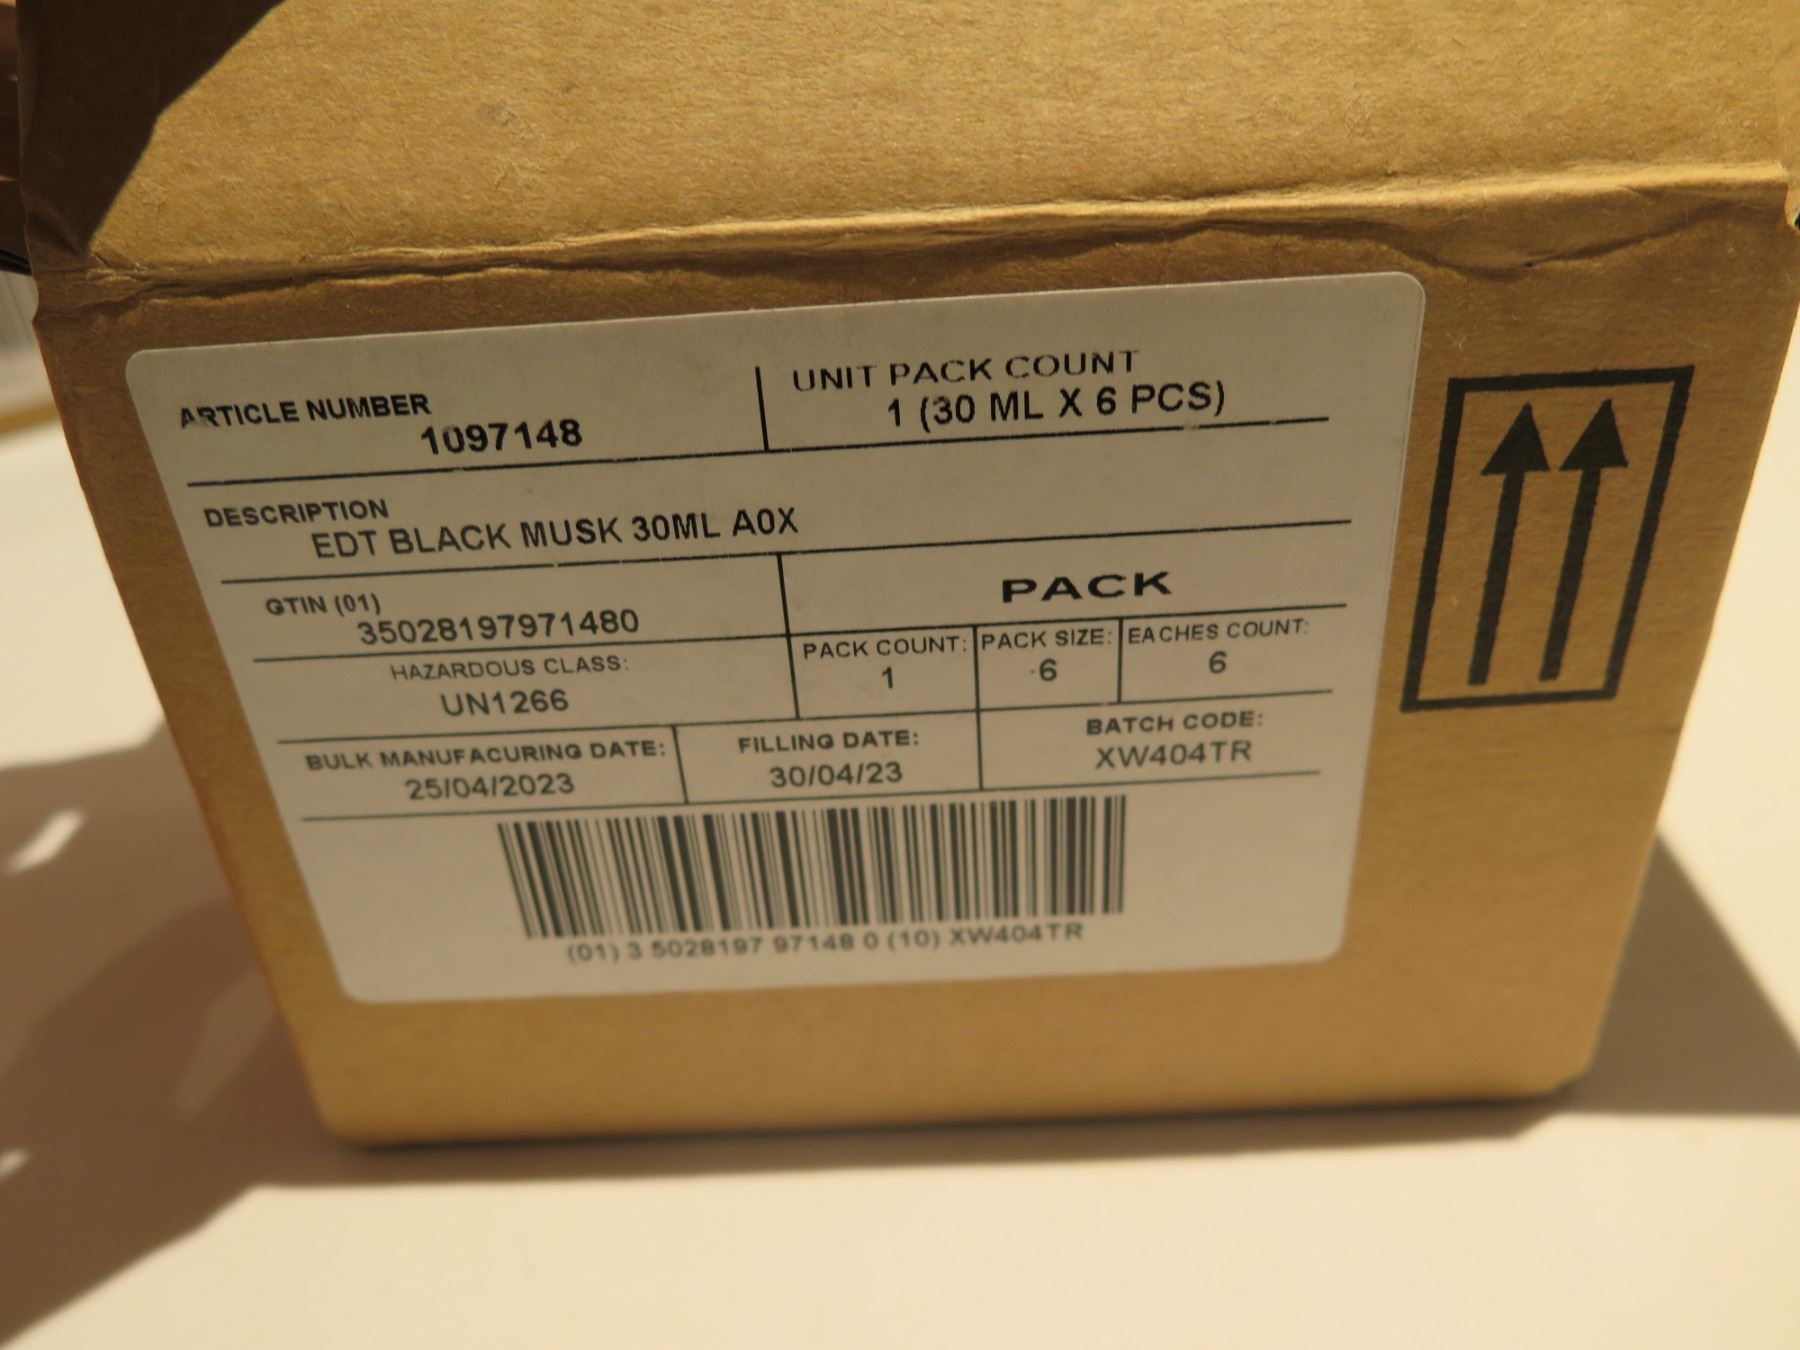 ARTICLE NUMBER
1097148
UNIT PACK COUNT
1 (30 ML X 6 PCS)
DESCRIPTION
EDT BLACK MUSK 30ML A0X
GTIN (01)
35028197971480
PACK
HAZARDOUS CLASS:
UN1266
PACK COUNT:
1
PACK SIZE:
6
EACHES COUNT:
6
BULK MANUFACURING DATE:
25/04/2023
FILLING DATE:
30/04/23
BATCH CODE:
XW404TR
(01) 3 5028197 97148 0 (10) XW404TR